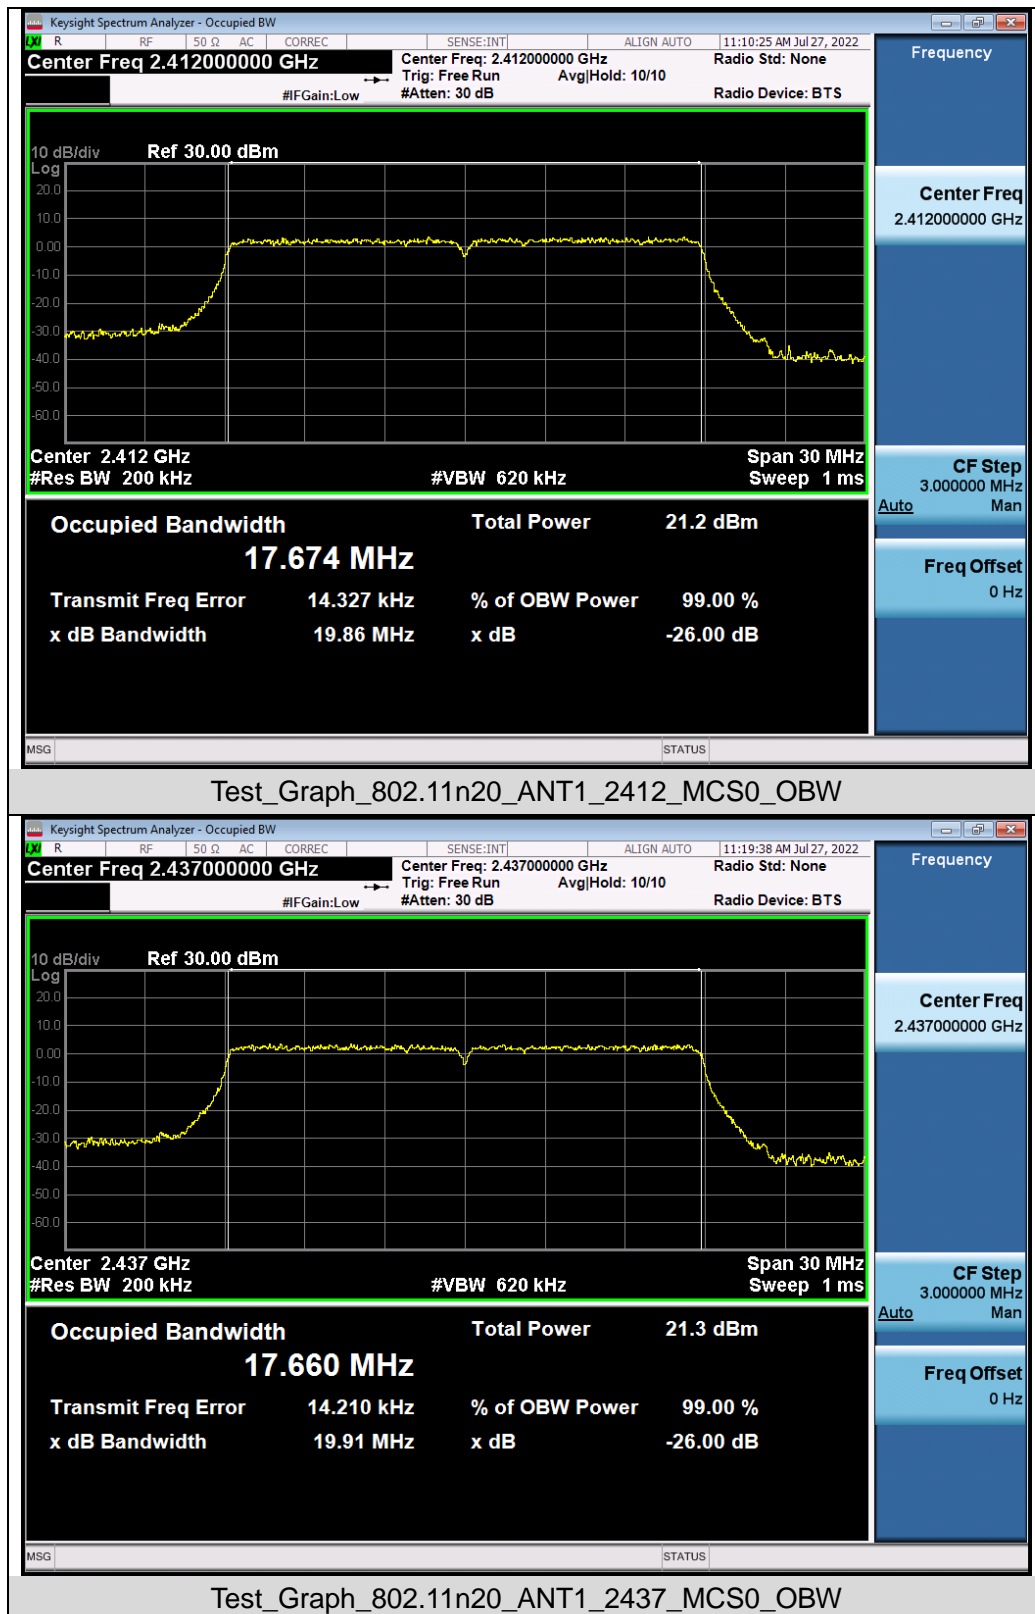 Keysight Spectrum Analyzer - Occupied BW
LXI R RF 50 Ω AC CORREC SENSE:INT ALIGN AUTO 11:10:25 AM Jul 27, 2022
Center Freq 2.412000000 GHz
Center Freq: 2.412000000 GHz
Radio Std: None
Trig: Free Run Avg|Hold: 10/10
#IFGain:Low
#Atten: 30 dB
Radio Device: BTS
Frequency
10 dB/div Ref 30.00 dBm
Log
20.0
10.0
0.00
-10.0
-20.0
-30.0
-40.0
-50.0
-60.0
Center Freq
2.412000000 GHz
Center 2.412 GHz Span 30 MHz
#Res BW 200 kHz #VBW 620 kHz Sweep 1 ms
CF Step
3.000000 MHz
Auto Man
Occupied Bandwidth Total Power 21.2 dBm
17.674 MHz
Freq Offset
0 Hz
Transmit Freq Error 14.327 kHz % of OBW Power 99.00 %
x dB Bandwidth 19.86 MHz x dB -26.00 dB
MSG STATUS
Test_Graph_802.11n20_ANT1_2412_MCS0_OBW
Keysight Spectrum Analyzer - Occupied BW
LXI R RF 50 Ω AC CORREC SENSE:INT ALIGN AUTO 11:19:38 AM Jul 27, 2022
Center Freq 2.437000000 GHz
Center Freq: 2.437000000 GHz
Radio Std: None
Trig: Free Run Avg|Hold: 10/10
#IFGain:Low
#Atten: 30 dB
Radio Device: BTS
Frequency
10 dB/div Ref 30.00 dBm
Log
20.0
10.0
0.00
-10.0
-20.0
-30.0
-40.0
-50.0
-60.0
Center Freq
2.437000000 GHz
Center 2.437 GHz Span 30 MHz
#Res BW 200 kHz #VBW 620 kHz Sweep 1 ms
CF Step
3.000000 MHz
Auto Man
Occupied Bandwidth Total Power 21.3 dBm
17.660 MHz
Freq Offset
0 Hz
Transmit Freq Error 14.210 kHz % of OBW Power 99.00 %
x dB Bandwidth 19.91 MHz x dB -26.00 dB
MSG STATUS
Test_Graph_802.11n20_ANT1_2437_MCS0_OBW